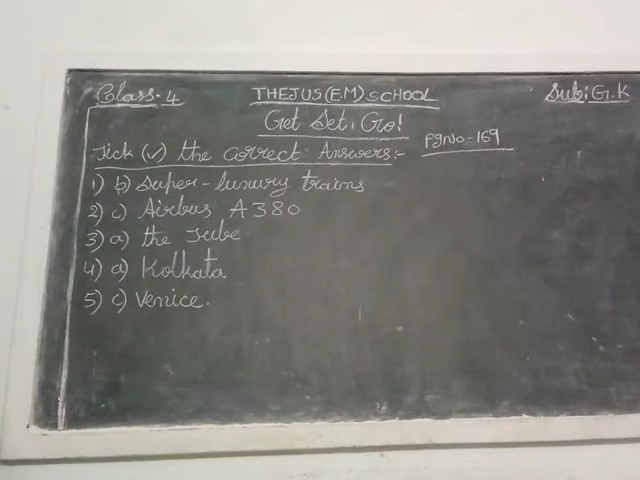 Class. 4 THEJUS (E.M) SCHOOL Sub: G.K
Get Set, Go!
Tick (✓) the correct Answers:- Pg No-169
1) b) Super-luxury trains
2) c) Airbus A380
3) a) the Tube
4) a) Kolkata
5) c) Venice.